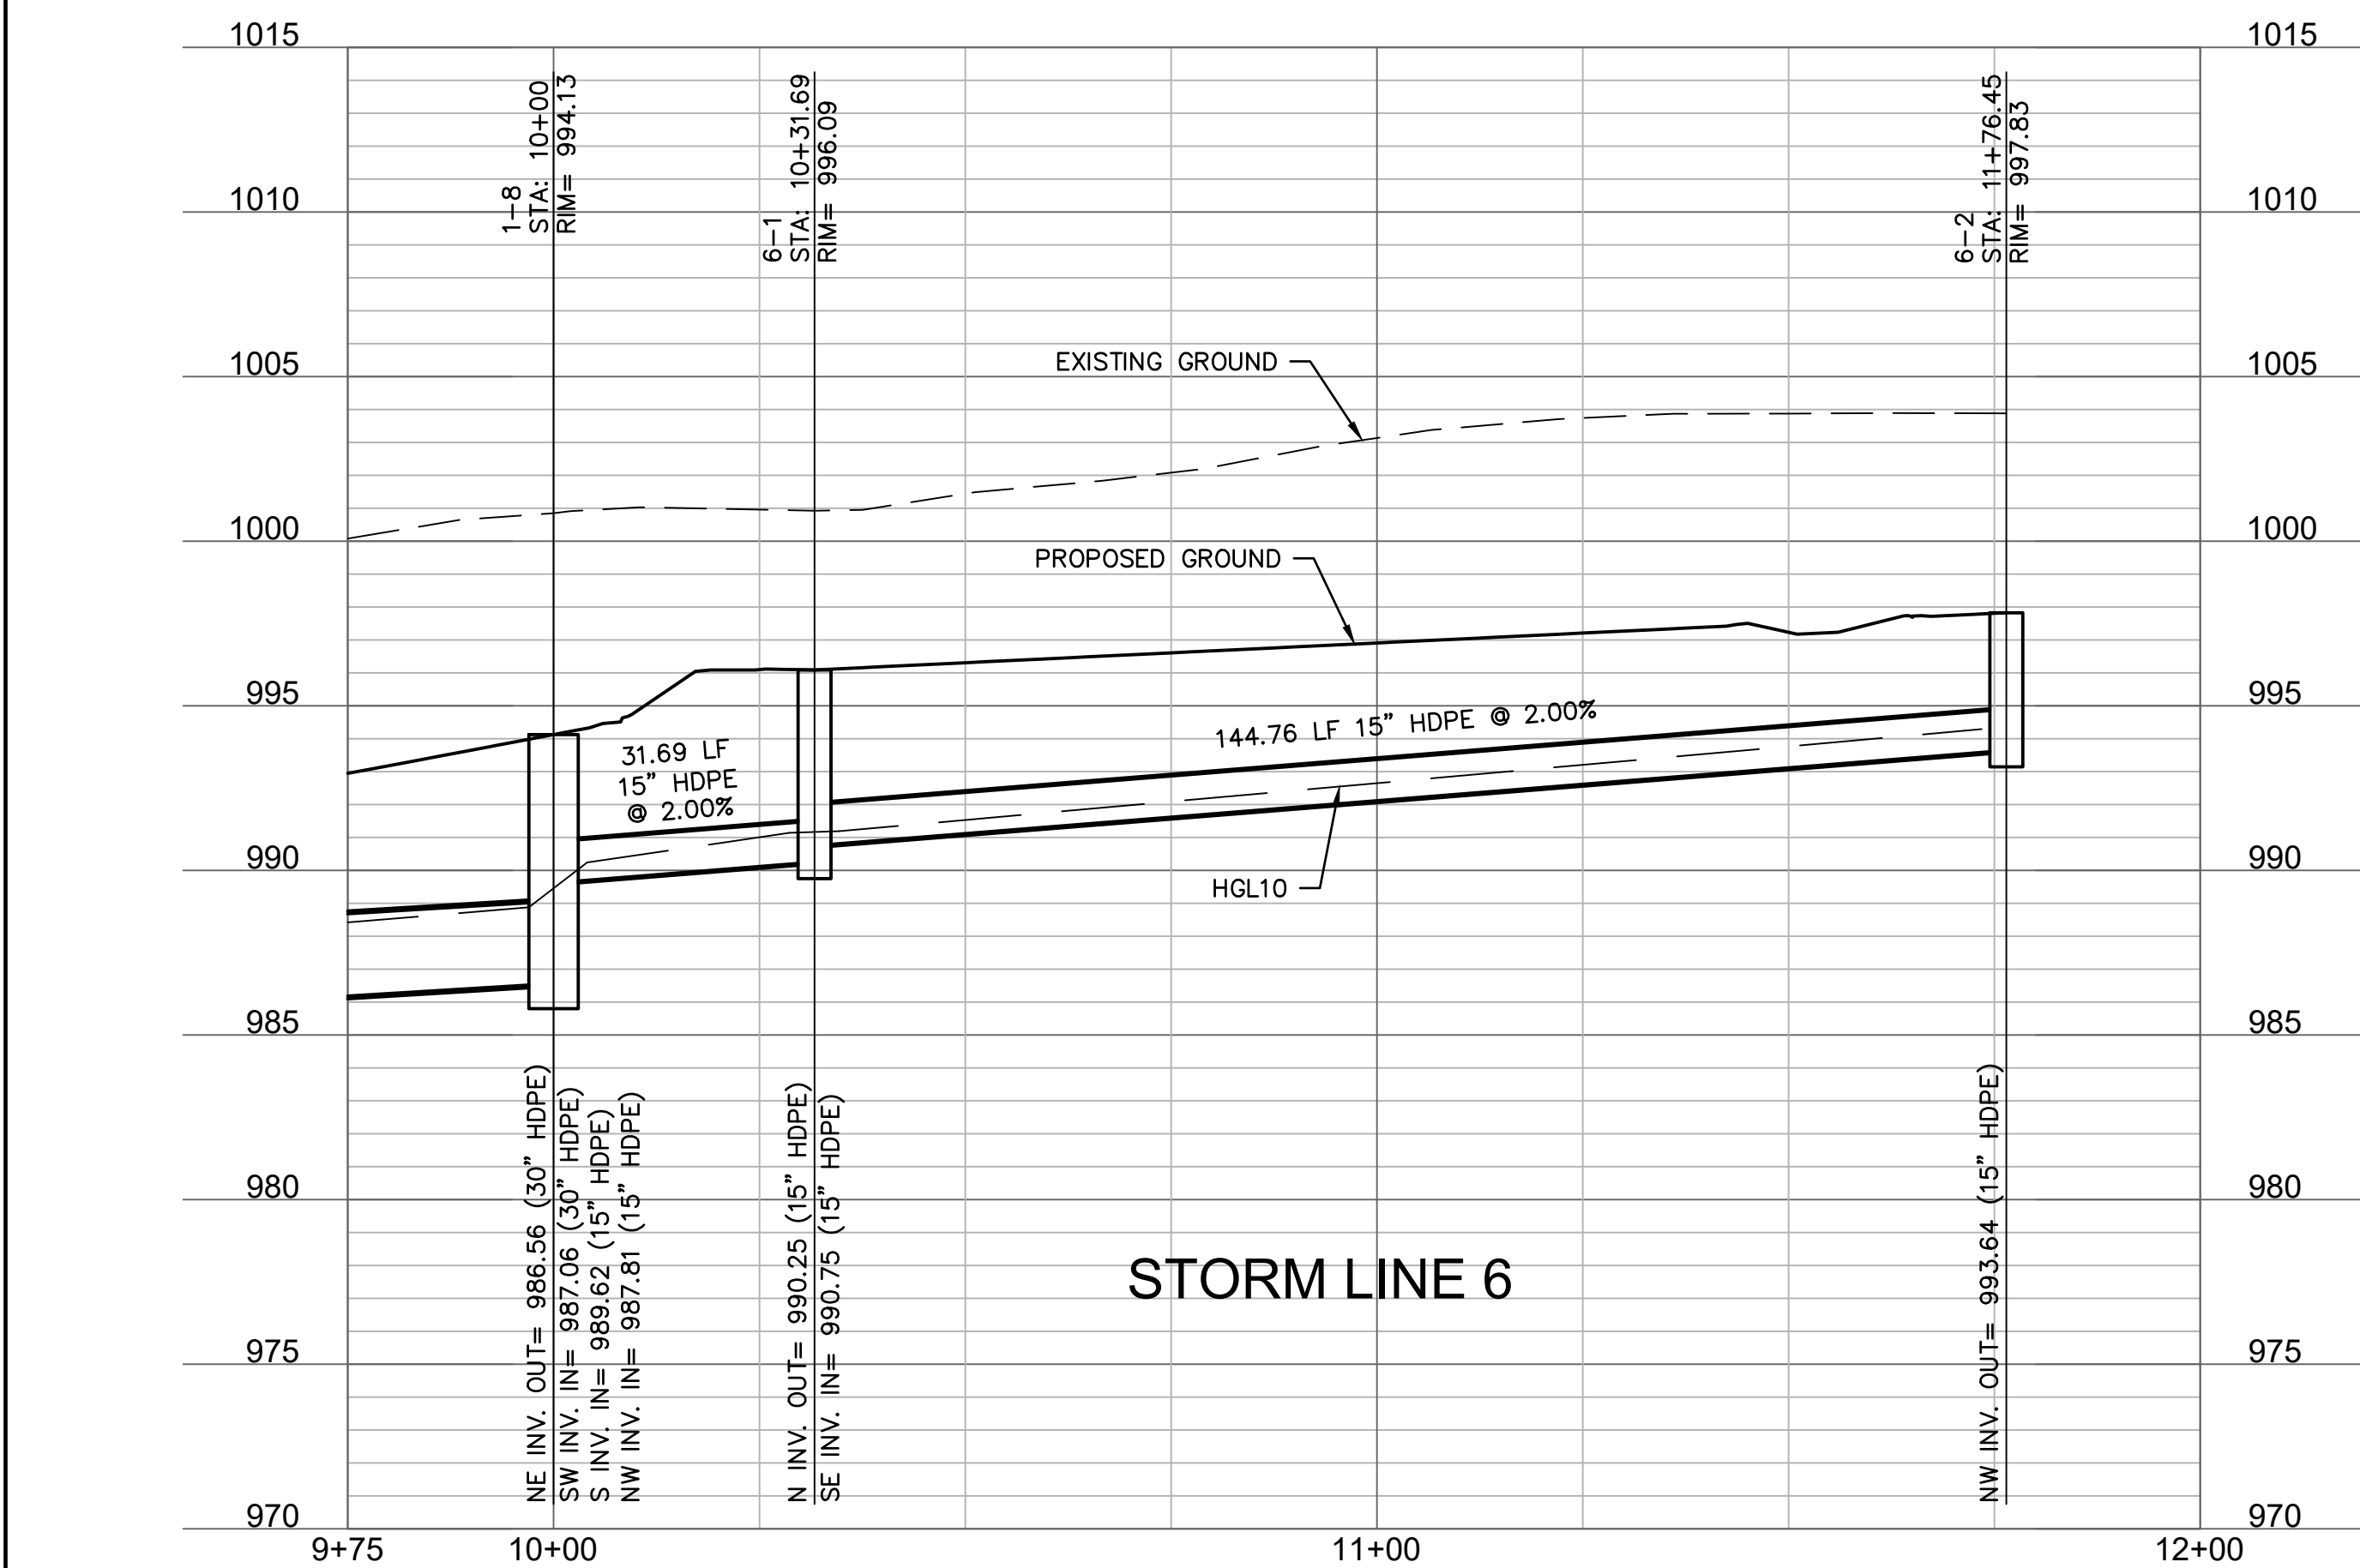 1015
1015
1-8
STA: 10+00
RIM= 994.13
6-1
STA: 10+31.69
RIM= 996.09
6-2
STA: 11+76.45
RIM= 997.83
1010
1010
EXISTING GROUND
1005
1005
1000
1000
PROPOSED GROUND
995
995
31.69 LF
15" HDPE
@ 2.00%
144.76 LF 15" HDPE @ 2.00%
990
990
HGL10
985
985
NE INV. OUT= 986.56 (30" HDPE)
SW INV. IN= 987.06 (30" HDPE)
S INV. IN= 989.62 (15" HDPE)
NW INV. IN= 987.81 (15" HDPE)
N INV. OUT= 990.25 (15" HDPE)
SE INV. IN= 990.75 (15" HDPE)
NW INV. OUT= 993.64 (15" HDPE)
980
980
STORM LINE 6
975
975
970
970
9+75
10+00
11+00
12+00